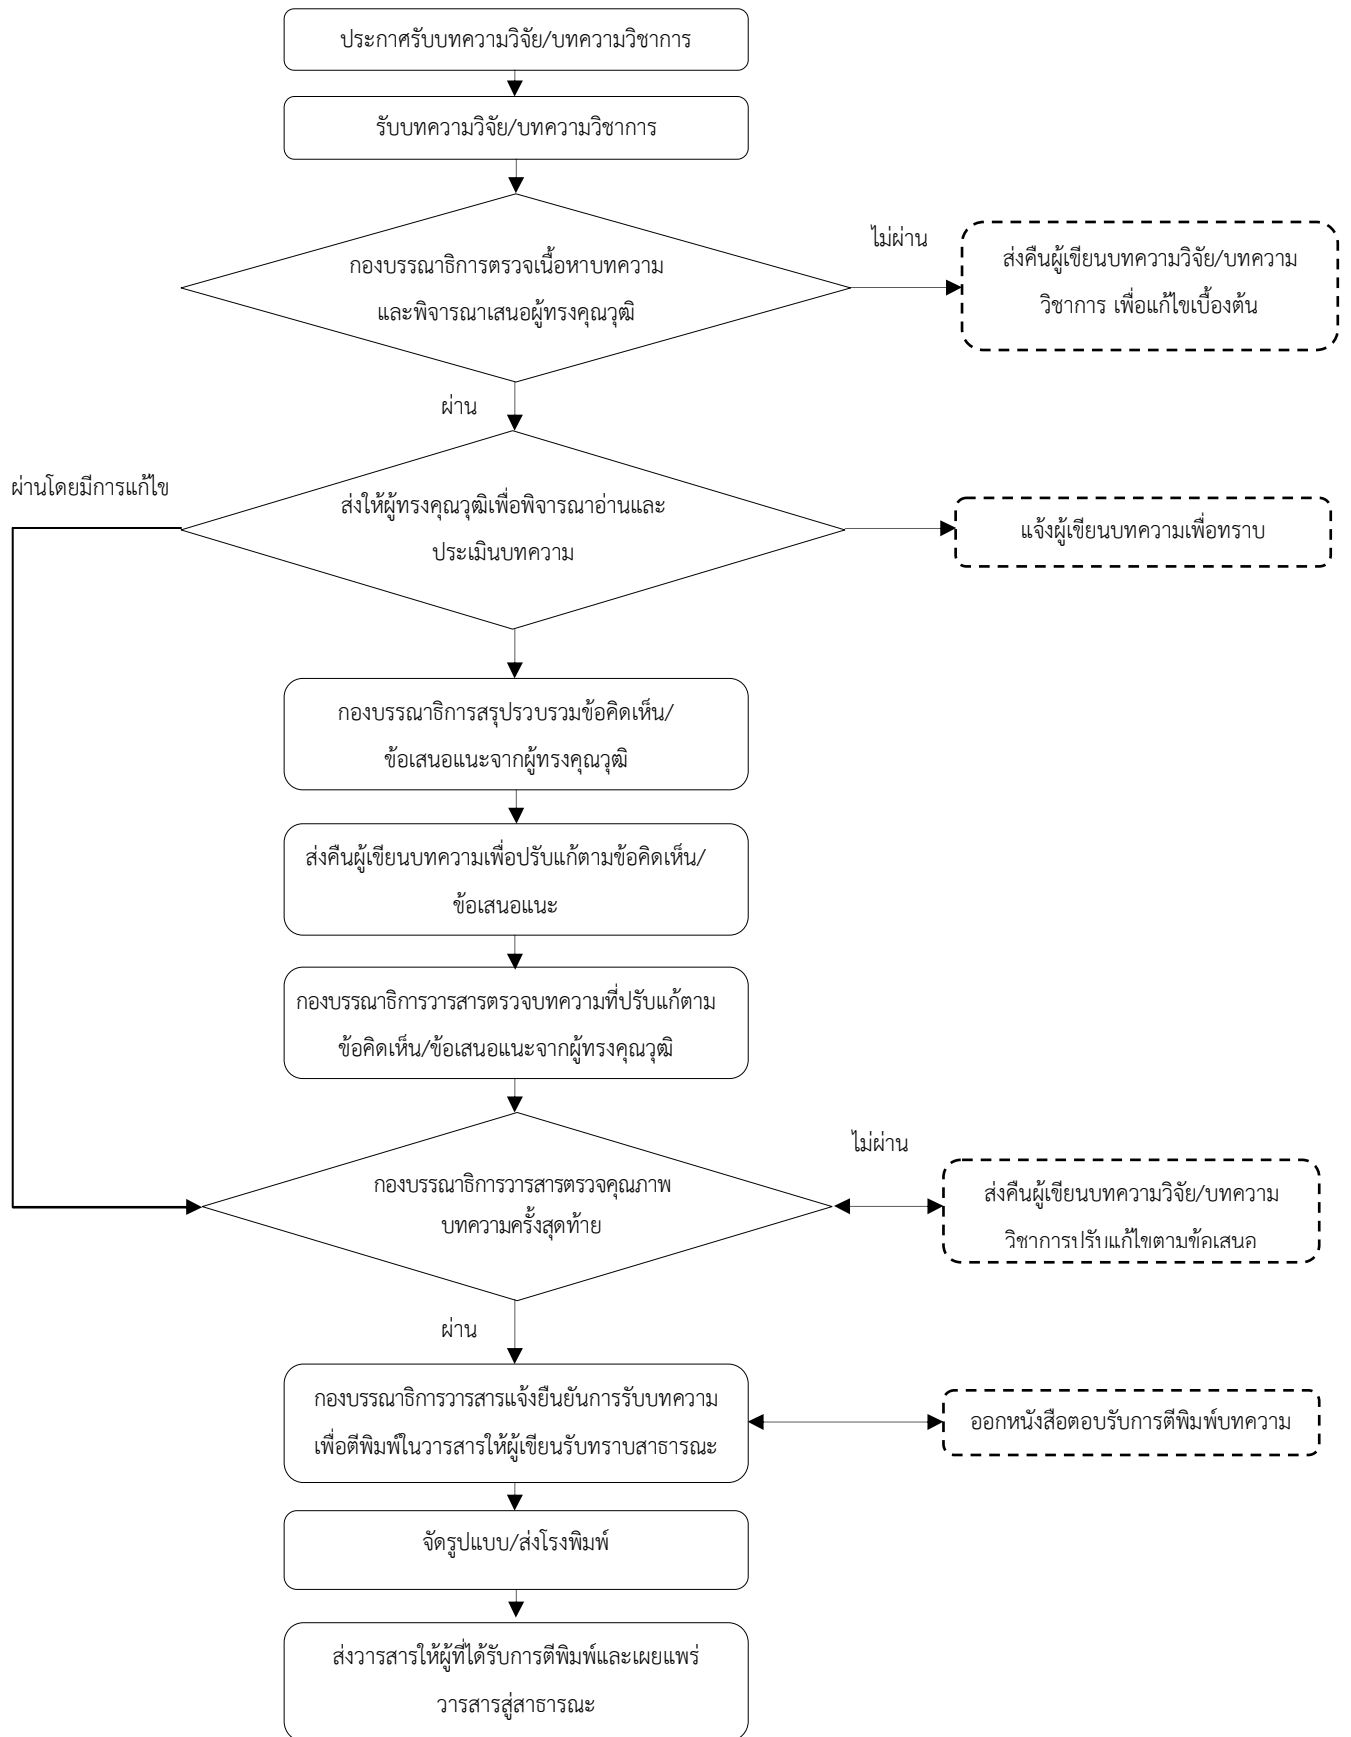 ประกาศรับบทความวิจัย/บทความวิชาการ
รับบทความวิจัย/บทความวิชาการ
กองบรรณาธิการตรวจเนื้อหาบทความ
และพิจารณาเสนอผู้ทรงคุณวุฒิ
ไม่ผ่าน
ส่งคืนผู้เขียนบทความวิจัย/บทความ
วิชาการ เพื่อแก้ไขเบื้องต้น
ผ่าน
ผ่านโดยมีการแก้ไข
ส่งให้ผู้ทรงคุณวุฒิเพื่อพิจารณาอ่านและ
ประเมินบทความ
แจ้งผู้เขียนบทความเพื่อทราบ
กองบรรณาธิการสรุปรวบรวมข้อคิดเห็น/
ข้อเสนอแนะจากผู้ทรงคุณวุฒิ
ส่งคืนผู้เขียนบทความเพื่อปรับแก้ตามข้อคิดเห็น/
ข้อเสนอแนะ
กองบรรณาธิการวารสารตรวจบทความที่ปรับแก้ตาม
ข้อคิดเห็น/ข้อเสนอแนะจากผู้ทรงคุณวุฒิ
กองบรรณาธิการวารสารตรวจคุณภาพ
บทความครั้งสุดท้าย
ไม่ผ่าน
ส่งคืนผู้เขียนบทความวิจัย/บทความ
วิชาการปรับแก้ไขตามข้อเสนอ
ผ่าน
กองบรรณาธิการวารสารแจ้งยืนยันการรับบทความ
เพื่อตีพิมพ์ในวารสารให้ผู้เขียนรับทราบสาธารณะ
ออกหนังสือตอบรับการตีพิมพ์บทความ
จัดรูปแบบ/ส่งโรงพิมพ์
ส่งวารสารให้ผู้ที่ได้รับการตีพิมพ์และเผยแพร่
วารสารสู่สาธารณะ